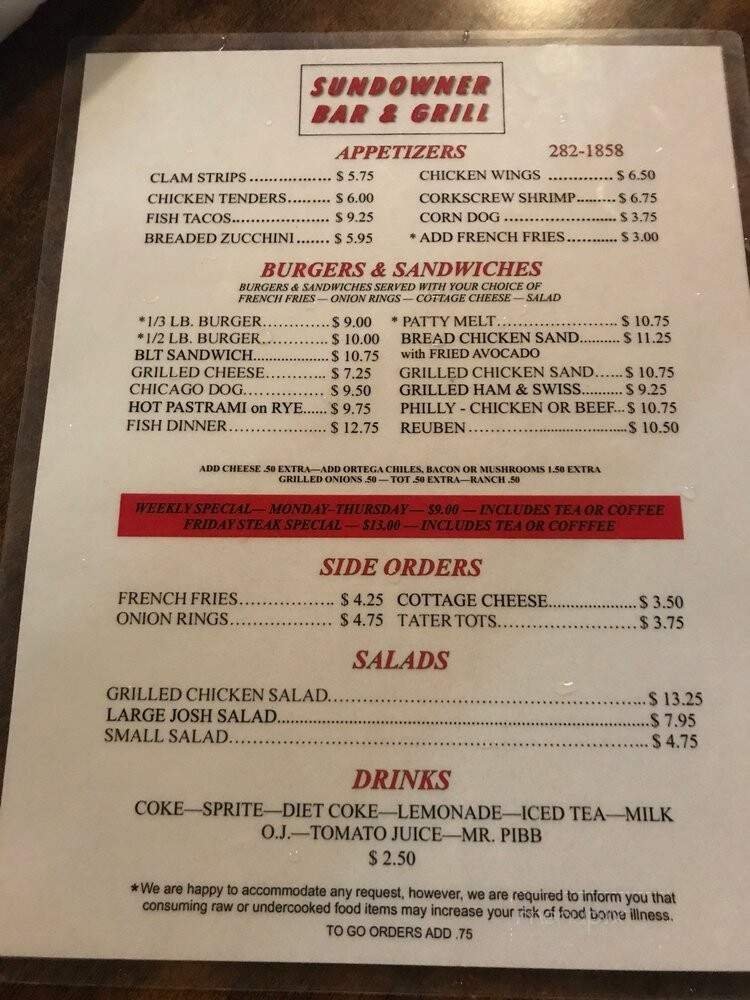 SUNDOWNER
BAR & GRILL
APPETIZERS 282-1858
CLAM STRIPS ................. $ 5.75 CHICKEN WINGS ............. $ 6.50
CHICKEN TENDERS......... $ 6.00 CORKSCREW SHRIMP......... $ 6.75
FISH TACOS.................... $ 9.25 CORN DOG ........................ $ 3.75
BREADED ZUCCHINI ....... $ 5.95 * ADD FRENCH FRIES ........... $ 3.00
BURGERS & SANDWICHES
BURGERS & SANDWICHES SERVED WITH YOUR CHOICE OF
FRENCH FRIES — ONION RINGS — COTTAGE CHEESE — SALAD
*1/3 LB. BURGER............ $ 9.00 * PATTY MELT...................... $ 10.75
*1/2 LB. BURGER............ $ 10.00 BREAD CHICKEN SAND.......... $ 11.25
BLT SANDWICH................... $ 10.75 with FRIED AVOCADO
GRILLED CHEESE............ $ 7.25 GRILLED CHICKEN SAND...... $ 10.75
CHICAGO DOG................ $ 9.50 GRILLED HAM & SWISS......... $ 9.25
HOT PASTRAMI on RYE...... $ 9.75 PHILLY - CHICKEN OR BEEF... $ 10.75
FISH DINNER.................. $ 12.75 REUBEN ................................. $ 10.50
ADD CHEESE .50 EXTRA—ADD ORTEGA CHILES, BACON OR MUSHROOMS 1.50 EXTRA
GRILLED ONIONS .50 — TOT .50 EXTRA—RANCH .50
WEEKLY SPECIAL— MONDAY–THURSDAY — $9.00 — INCLUDES TEA OR COFFEE
FRIDAY STEAK SPECIAL — $13.00 — INCLUDES TEA OR COFFFEE
SIDE ORDERS
FRENCH FRIES................. $ 4.25 COTTAGE CHEESE..................... $ 3.50
ONION RINGS.................. $ 4.75 TATER TOTS......................... $ 3.75
SALADS
GRILLED CHICKEN SALAD....................................................... $ 13.25
LARGE JOSH SALAD............................................................................ $ 7.95
SMALL SALAD........................................................................ $ 4.75
DRINKS
COKE—SPRITE—DIET COKE—LEMONADE—ICED TEA—MILK
O.J.—TOMATO JUICE—MR. PIBB
$ 2.50
*We are happy to accommodate any request, however, we are required to inform you that
consuming raw or undercooked food items may increase your risk of food borne illness.
TO GO ORDERS ADD .75